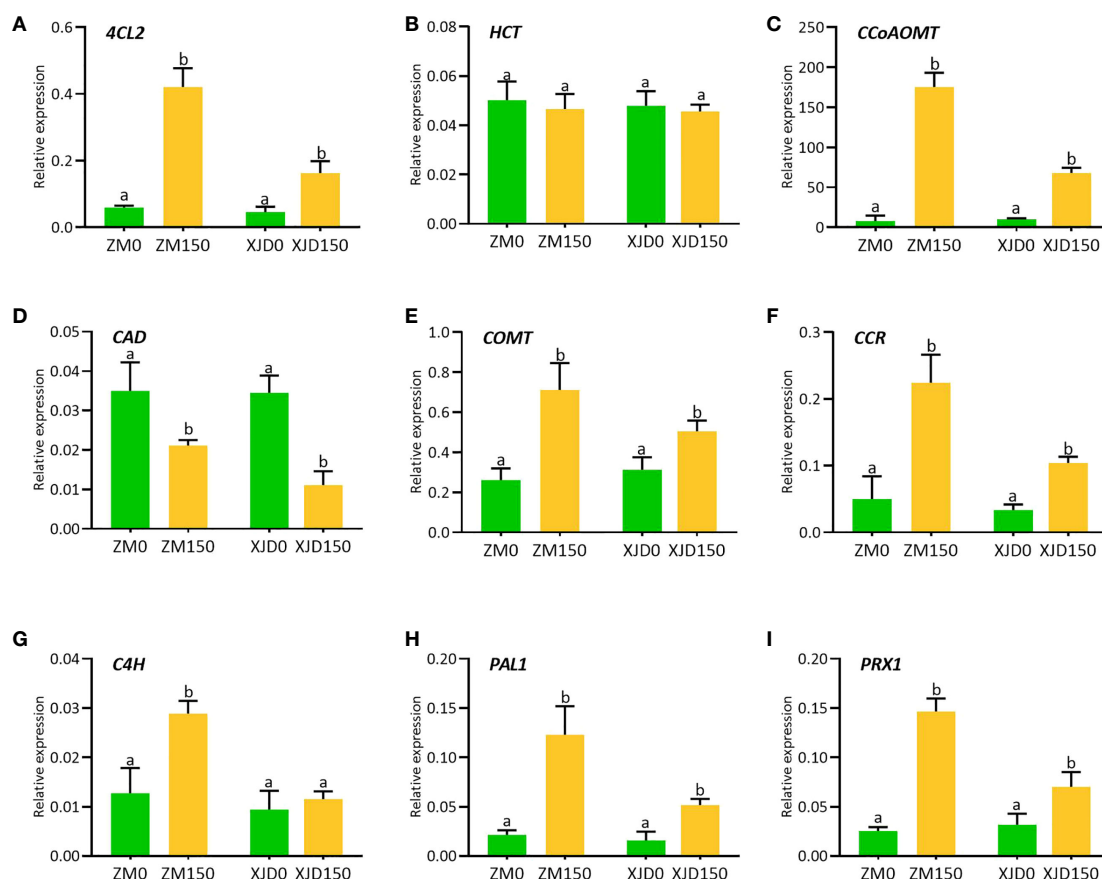 A
4CL2
Relative expression
0.6
0.4
0.2
0.0
a
b
a
b
ZM0 ZM150 XJD0 XJD150
B
HCT
Relative expression
0.08
0.06
0.04
0.02
0.00
a
a
a
a
ZM0 ZM150 XJD0 XJD150
C
CCoAOMT
Relative expression
250
200
150
100
50
0
a
b
a
b
ZM0 ZM150 XJD0 XJD150
D
CAD
Relative expression
0.05
0.04
0.03
0.02
0.01
0.00
a
b
a
b
ZM0 ZM150 XJD0 XJD150
E
COMT
Relative expression
1.0
0.8
0.6
0.4
0.2
0.0
a
b
a
b
ZM0 ZM150 XJD0 XJD150
F
CCR
Relative expression
0.3
0.2
0.1
0.0
a
b
a
b
ZM0 ZM150 XJD0 XJD150
G
C4H
Relative expression
0.04
0.03
0.02
0.01
0.00
a
b
a
a
ZM0 ZM150 XJD0 XJD150
H
PAL1
Relative expression
0.20
0.15
0.10
0.05
0.00
a
b
a
b
ZM0 ZM150 XJD0 XJD150
I
PRX1
Relative expression
0.20
0.15
0.10
0.05
0.00
a
b
a
b
ZM0 ZM150 XJD0 XJD150